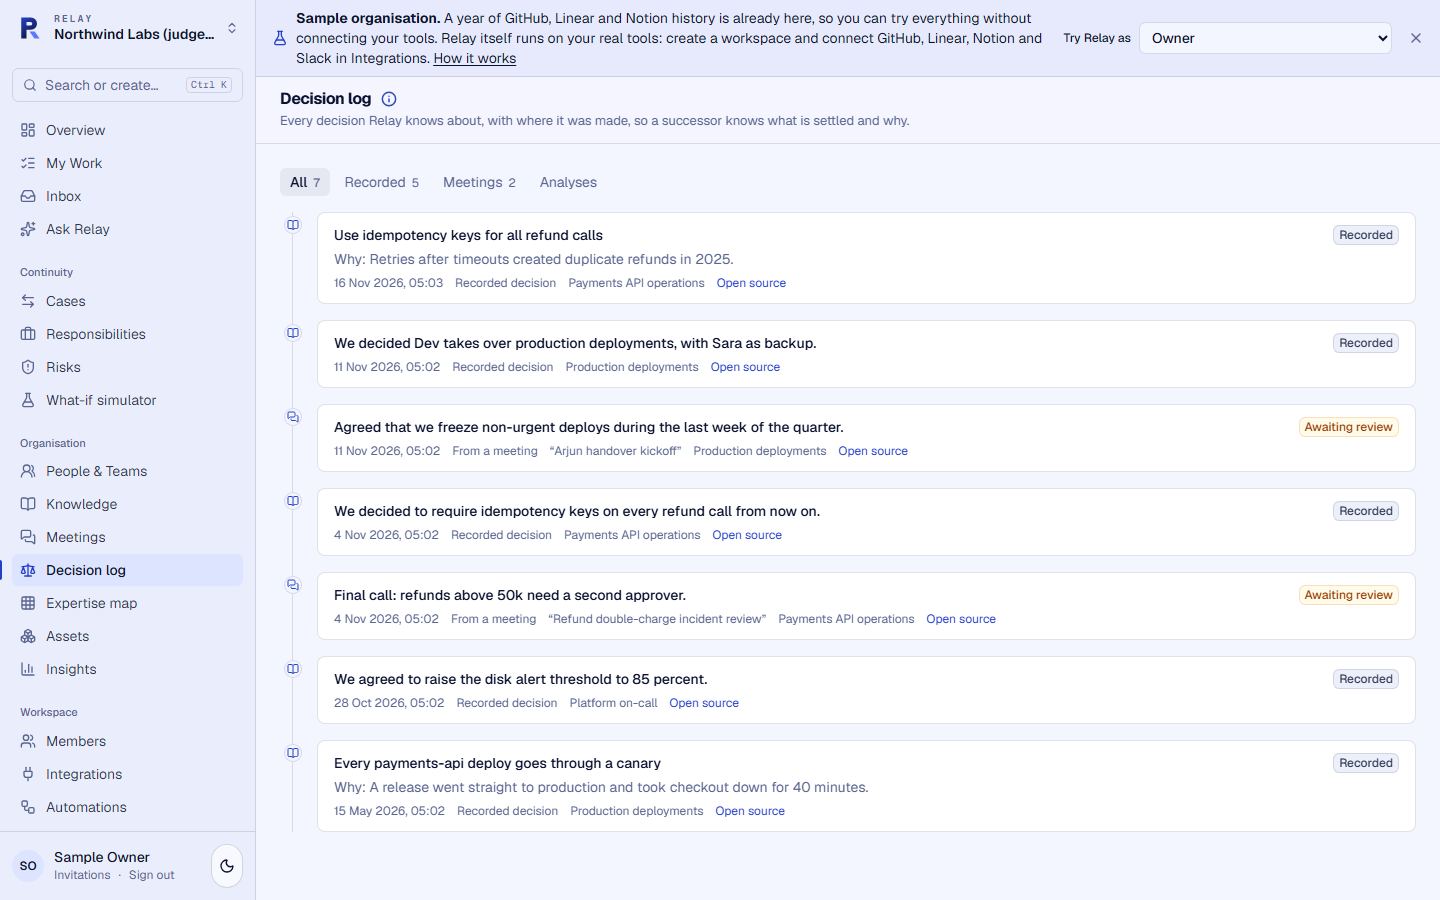 RELAY
Northwind Labs (judge...
Search or create...
Ctrl K
Overview
My Work
Inbox
Ask Relay
Continuity
Cases
Responsibilities
Risks
What-if simulator
Organisation
People & Teams
Knowledge
Meetings
Decision log
Expertise map
Assets
Insights
Workspace
Members
Integrations
Automations
SO
Sample Owner
Invitations · Sign out
Sample organisation. A year of GitHub, Linear and Notion history is already here, so you can try everything without
connecting your tools. Relay itself runs on your real tools: create a workspace and connect GitHub, Linear, Notion and
Slack in Integrations. How it works
Try Relay as
Owner
Decision log
Every decision Relay knows about, with where it was made, so a successor knows what is settled and why.
All 7 Recorded 5 Meetings 2 Analyses
Use idempotency keys for all refund calls
Recorded
Why: Retries after timeouts created duplicate refunds in 2025.
16 Nov 2026, 05:03 Recorded decision Payments API operations Open source
We decided Dev takes over production deployments, with Sara as backup.
Recorded
11 Nov 2026, 05:02 Recorded decision Production deployments Open source
Agreed that we freeze non-urgent deploys during the last week of the quarter.
Awaiting review
11 Nov 2026, 05:02 From a meeting “Arjun handover kickoff” Production deployments Open source
We decided to require idempotency keys on every refund call from now on.
Recorded
4 Nov 2026, 05:02 Recorded decision Payments API operations Open source
Final call: refunds above 50k need a second approver.
Awaiting review
4 Nov 2026, 05:02 From a meeting “Refund double-charge incident review” Payments API operations Open source
We agreed to raise the disk alert threshold to 85 percent.
Recorded
28 Oct 2026, 05:02 Recorded decision Platform on-call Open source
Every payments-api deploy goes through a canary
Recorded
Why: A release went straight to production and took checkout down for 40 minutes.
15 May 2026, 05:02 Recorded decision Production deployments Open source